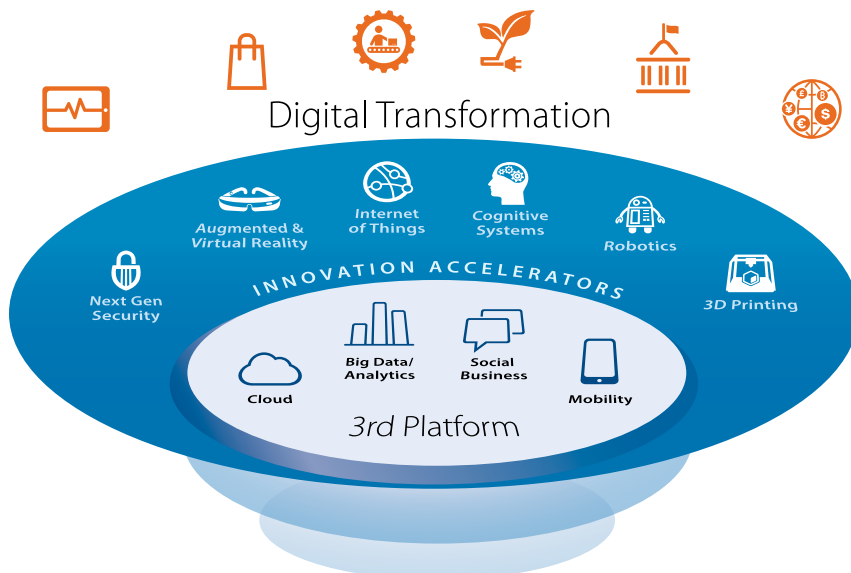 Digital Transformation
Augmented &
Virtual Reality
Internet
of Things
Cognitive
Systems
Robotics
Next Gen
Security
3D Printing
INNOVATION ACCELERATORS
Cloud
Big Data/
Analytics
Social
Business
Mobility
3rd Platform